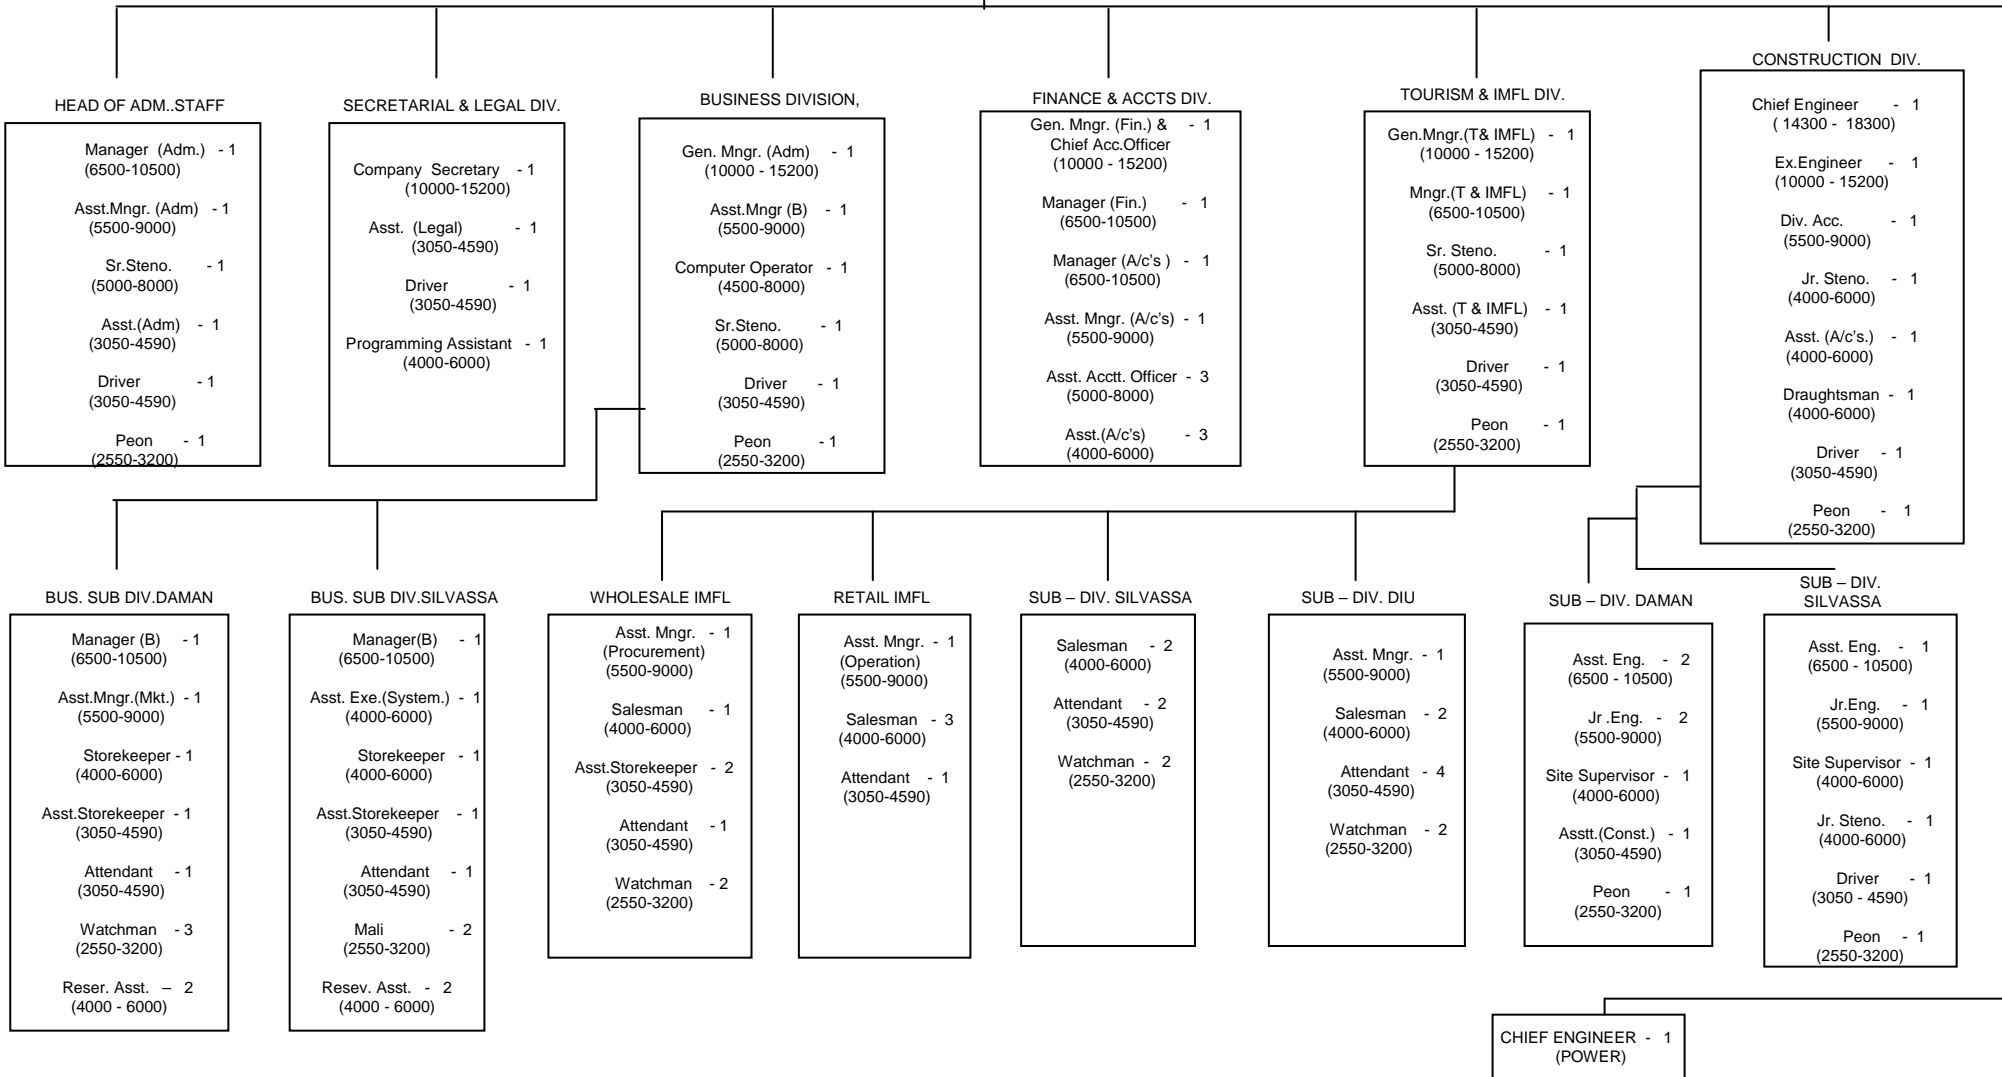 HEAD OF ADM..STAFF
Manager (Adm.) - 1
(6500-10500)
Asst.Mngr. (Adm) - 1
(5500-9000)
Sr.Steno. - 1
(5000-8000)
Asst.(Adm) - 1
(3050-4590)
Driver - 1
(3050-4590)
Peon - 1
(2550-3200)
SECRETARIAL & LEGAL DIV.
Company Secretary - 1
(10000-15200)
Asst. (Legal) - 1
(3050-4590)
Driver - 1
(3050-4590)
Programming Assistant - 1
(4000-6000)
BUSINESS DIVISION,
Gen. Mngr. (Adm) - 1
(10000 - 15200)
Asst.Mngr (B) - 1
(5500-9000)
Computer Operator - 1
(4500-8000)
Sr.Steno. - 1
(5000-8000)
Driver - 1
(3050-4590)
Peon - 1
(2550-3200)
FINANCE & ACCTS DIV.
Gen. Mngr. (Fin.) & - 1
Chief Acc.Officer
(10000 - 15200)
Manager (Fin.) - 1
(6500-10500)
Manager (A/c's ) - 1
(6500-10500)
Asst. Mngr. (A/c's) - 1
(5500-9000)
Asst. Acctt. Officer - 3
(5000-8000)
Asst.(A/c's) - 3
(4000-6000)
TOURISM & IMFL DIV.
Gen.Mngr.(T& IMFL) - 1
(10000 - 15200)
Mngr.(T & IMFL) - 1
(6500-10500)
Sr. Steno. - 1
(5000-8000)
Asst. (T & IMFL) - 1
(3050-4590)
Driver - 1
(3050-4590)
Peon - 1
(2550-3200)
CONSTRUCTION DIV.
Chief Engineer - 1
( 14300 - 18300)
Ex.Engineer - 1
(10000 - 15200)
Div. Acc. - 1
(5500-9000)
Jr. Steno. - 1
(4000-6000)
Asst. (A/c's.) - 1
(4000-6000)
Draughtsman - 1
(4000-6000)
Driver - 1
(3050-4590)
Peon - 1
(2550-3200)
BUS. SUB DIV.DAMAN
Manager (B) - 1
(6500-10500)
Asst.Mngr.(Mkt.) - 1
(5500-9000)
Storekeeper - 1
(4000-6000)
Asst.Storekeeper - 1
(3050-4590)
Attendant - 1
(3050-4590)
Watchman - 3
(2550-3200)
Reser. Asst. – 2
(4000 - 6000)
BUS. SUB DIV.SILVASSA
Manager(B) - 1
(6500-10500)
Asst. Exe.(System.) - 1
(4000-6000)
Storekeeper - 1
(4000-6000)
Asst.Storekeeper - 1
(3050-4590)
Attendant - 1
(3050-4590)
Mali - 2
(2550-3200)
Resev. Asst. - 2
(4000 - 6000)
WHOLESALE IMFL
Asst. Mngr. - 1
(Procurement)
(5500-9000)
Salesman - 1
(4000-6000)
Asst.Storekeeper - 2
(3050-4590)
Attendant - 1
(3050-4590)
Watchman - 2
(2550-3200)
RETAIL IMFL
Asst. Mngr. - 1
(Operation)
(5500-9000)
Salesman - 3
(4000-6000)
Attendant - 1
(3050-4590)
SUB – DIV. SILVASSA
Salesman - 2
(4000-6000)
Attendant - 2
(3050-4590)
Watchman - 2
(2550-3200)
SUB – DIV. DIU
Asst. Mngr. - 1
(5500-9000)
Salesman - 2
(4000-6000)
Attendant - 4
(3050-4590)
Watchman - 2
(2550-3200)
SUB – DIV. DAMAN
Asst. Eng. - 2
(6500 - 10500)
Jr .Eng. - 2
(5500-9000)
Site Supervisor - 1
(4000-6000)
Asstt.(Const.) - 1
(3050-4590)
Peon - 1
(2550-3200)
SUB – DIV.
SILVASSA
Asst. Eng. - 1
(6500 - 10500)
Jr.Eng. - 1
(5500-9000)
Site Supervisor - 1
(4000-6000)
Jr. Steno. - 1
(4000-6000)
Driver - 1
(3050 - 4590)
Peon - 1
(2550-3200)
CHIEF ENGINEER - 1
(POWER)